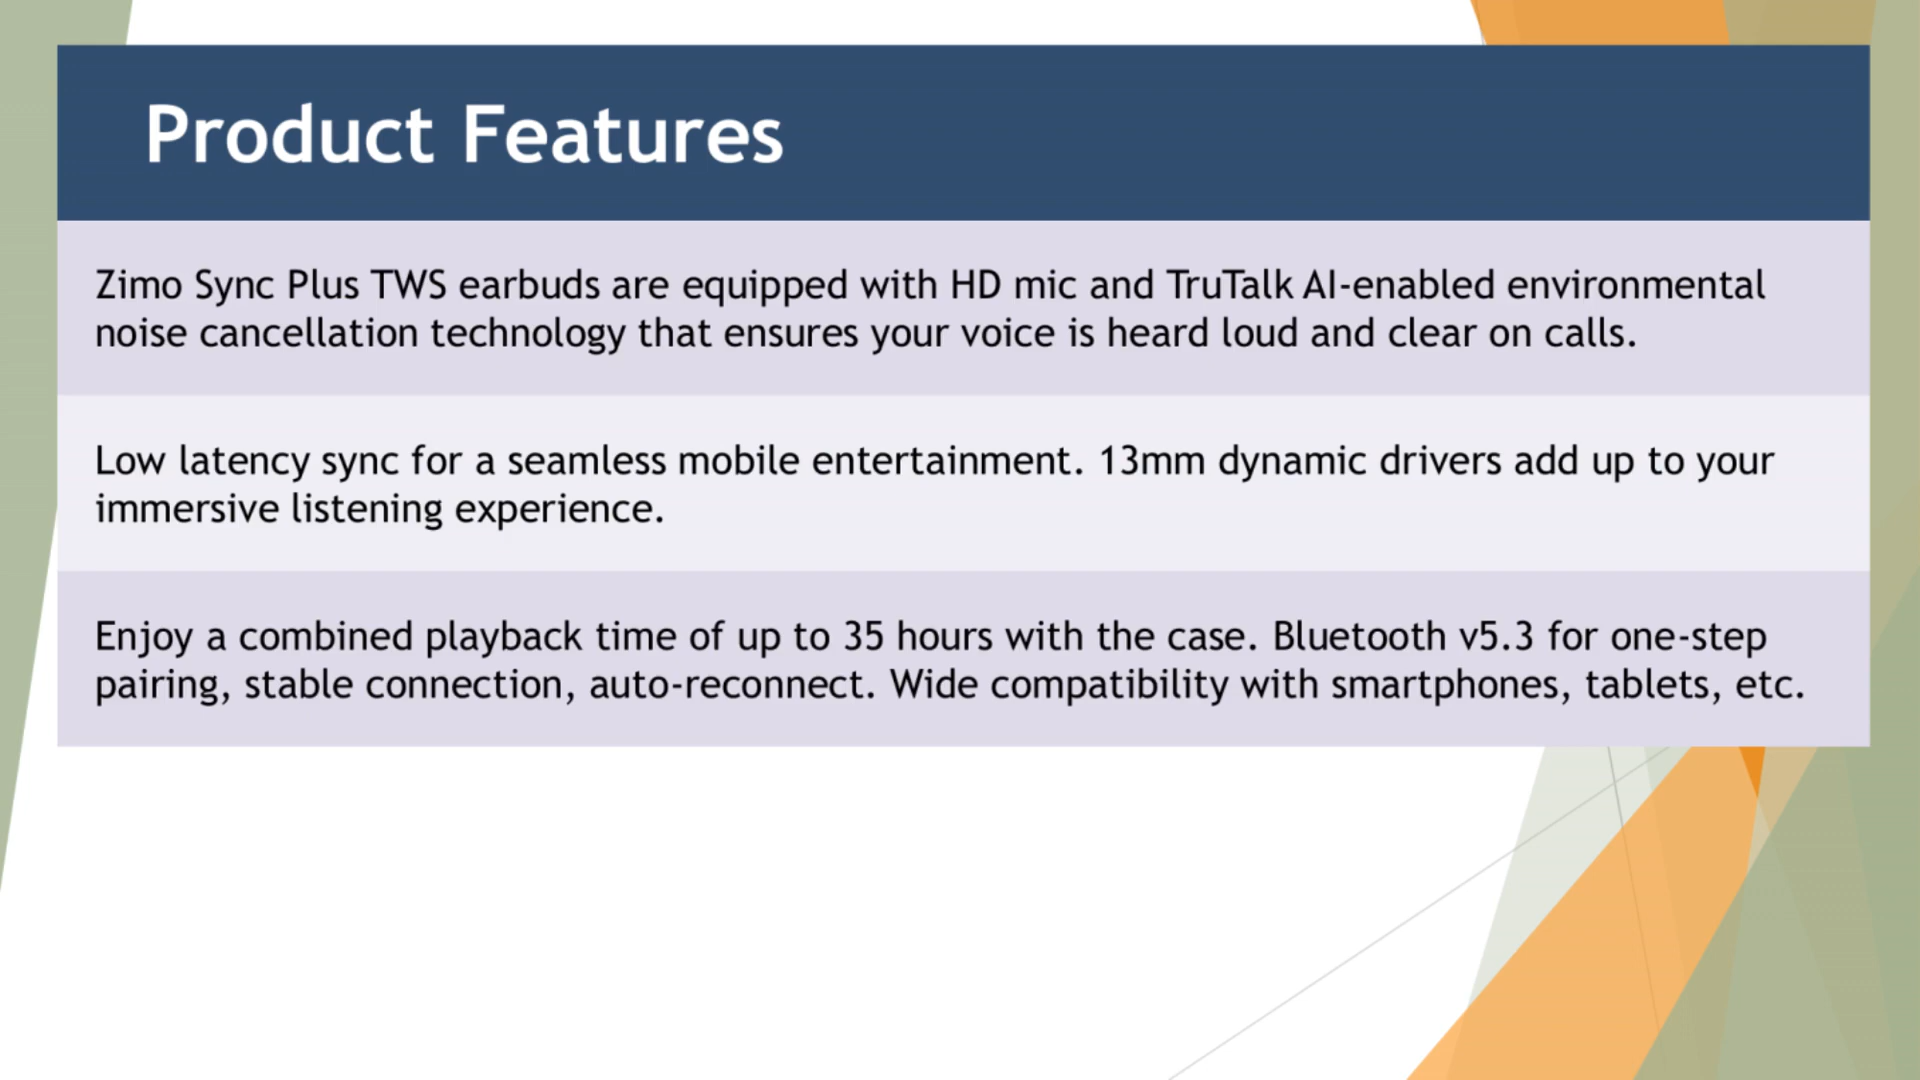 Product Features
Zimo Sync Plus TWS earbuds are equipped with HD mic and TruTalk AI-enabled environmental
noise cancellation technology that ensures your voice is heard loud and clear on calls.
Low latency sync for a seamless mobile entertainment. 13mm dynamic drivers add up to your
immersive listening experience.
Enjoy a combined playback time of up to 35 hours with the case. Bluetooth v5.3 for one-step
pairing, stable connection, auto-reconnect. Wide compatibility with smartphones, tablets, etc.